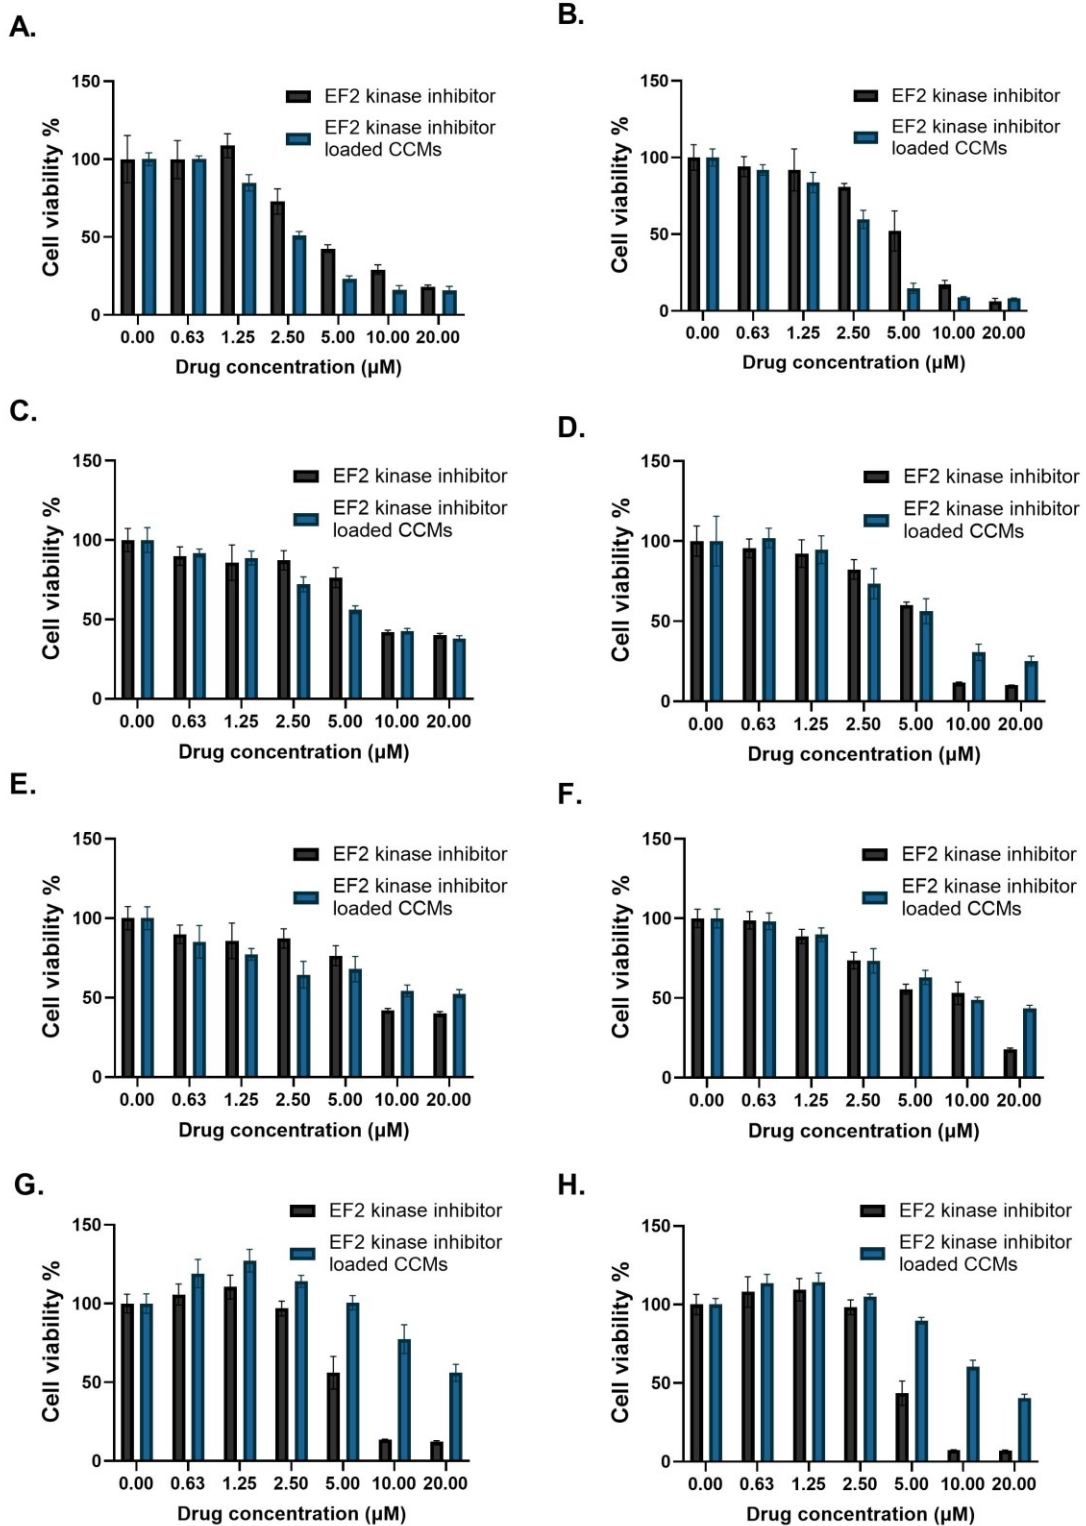 A.
150
100
50
0
Cell viability %
EF2 kinase inhibitor
EF2 kinase inhibitor
loaded CCMs
0.00 0.63 1.25 2.50 5.00 10.00 20.00
Drug concentration (µM)
B.
150
100
50
0
Cell viability %
EF2 kinase inhibitor
EF2 kinase inhibitor
loaded CCMs
0.00 0.63 1.25 2.50 5.00 10.00 20.00
Drug concentration (µM)
C.
150
100
50
0
Cell viability %
EF2 kinase inhibitor
EF2 kinase inhibitor
loaded CCMs
0.00 0.63 1.25 2.50 5.00 10.00 20.00
Drug concentration (µM)
D.
150
100
50
0
Cell viability %
EF2 kinase inhibitor
EF2 kinase inhibitor
loaded CCMs
0.00 0.63 1.25 2.50 5.00 10.00 20.00
Drug concentration (µM)
E.
150
100
50
0
Cell viability %
EF2 kinase inhibitor
EF2 kinase inhibitor
loaded CCMs
0.00 0.63 1.25 2.50 5.00 10.00 20.00
Drug concentration (µM)
F.
150
100
50
0
Cell viability %
EF2 kinase inhibitor
EF2 kinase inhibitor
loaded CCMs
0.00 0.63 1.25 2.50 5.00 10.00 20.00
Drug concentration (µM)
G.
150
100
50
0
Cell viability %
EF2 kinase inhibitor
EF2 kinase inhibitor
loaded CCMs
0.00 0.63 1.25 2.50 5.00 10.00 20.00
Drug concentration (µM)
H.
150
100
50
0
Cell viability %
EF2 kinase inhibitor
EF2 kinase inhibitor
loaded CCMs
0.00 0.63 1.25 2.50 5.00 10.00 20.00
Drug concentration (µM)